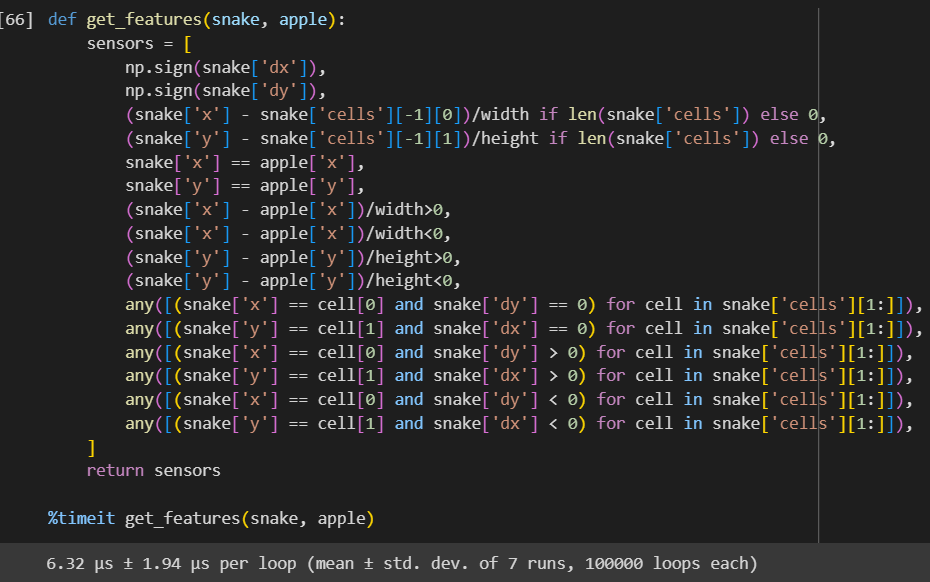 [66] def get_features(snake, apple):
    sensors = [
        np.sign(snake['dx']),
        np.sign(snake['dy']),
        (snake['x'] - snake['cells'][-1][0])/width if len(snake['cells']) else 0,
        (snake['y'] - snake['cells'][-1][1])/height if len(snake['cells']) else 0,
        snake['x'] == apple['x'],
        snake['y'] == apple['y'],
        (snake['x'] - apple['x'])/width>0,
        (snake['x'] - apple['x'])/width<0,
        (snake['y'] - apple['y'])/height>0,
        (snake['y'] - apple['y'])/height<0,
        any([(snake['x'] == cell[0] and snake['dy'] == 0) for cell in snake['cells'][1:]]),
        any([(snake['y'] == cell[1] and snake['dx'] == 0) for cell in snake['cells'][1:]]),
        any([(snake['x'] == cell[0] and snake['dy'] > 0) for cell in snake['cells'][1:]]),
        any([(snake['y'] == cell[1] and snake['dx'] > 0) for cell in snake['cells'][1:]]),
        any([(snake['x'] == cell[0] and snake['dy'] < 0) for cell in snake['cells'][1:]]),
        any([(snake['y'] == cell[1] and snake['dx'] < 0) for cell in snake['cells'][1:]]),
    ]
    return sensors
%timeit get_features(snake, apple)
6.32 µs ± 1.94 µs per loop (mean ± std. dev. of 7 runs, 100000 loops each)